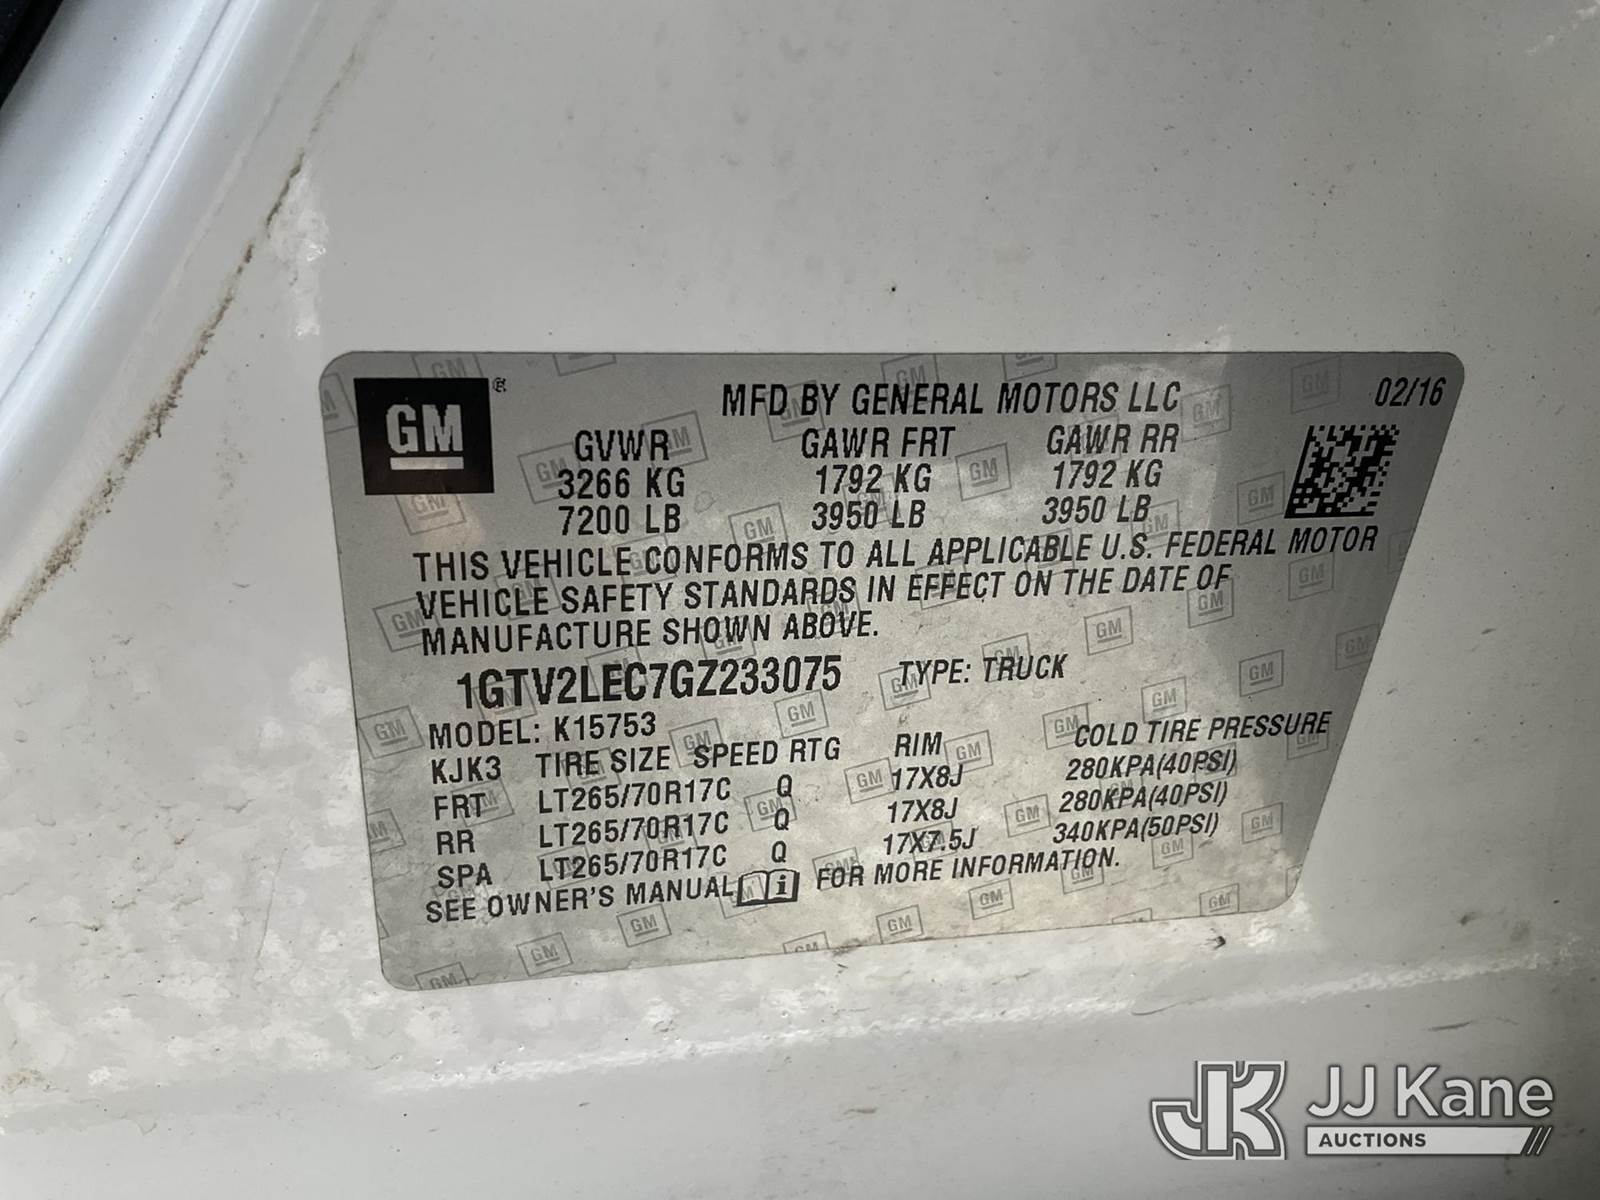 GM ®
MFD BY GENERAL MOTORS LLC 02/16
GVWR GAWR FRT GAWR RR
3266 KG 1792 KG 1792 KG
7200 LB 3950 LB 3950 LB
THIS VEHICLE CONFORMS TO ALL APPLICABLE U.S. FEDERAL MOTOR
VEHICLE SAFETY STANDARDS IN EFFECT ON THE DATE OF
MANUFACTURE SHOWN ABOVE.
1GTV2LEC7GZ233075 TYPE: TRUCK
MODEL: K15753
KJK3 TIRE SIZE SPEED RTG RIM COLD TIRE PRESSURE
FRT LT265/70R17C Q 17X8J 280KPA(40PSI)
RR LT265/70R17C Q 17X8J 280KPA(40PSI)
SPA LT265/70R17C Q 17X7.5J 340KPA(50PSI)
SEE OWNER'S MANUAL i FOR MORE INFORMATION.
JK JJ Kane
AUCTIONS